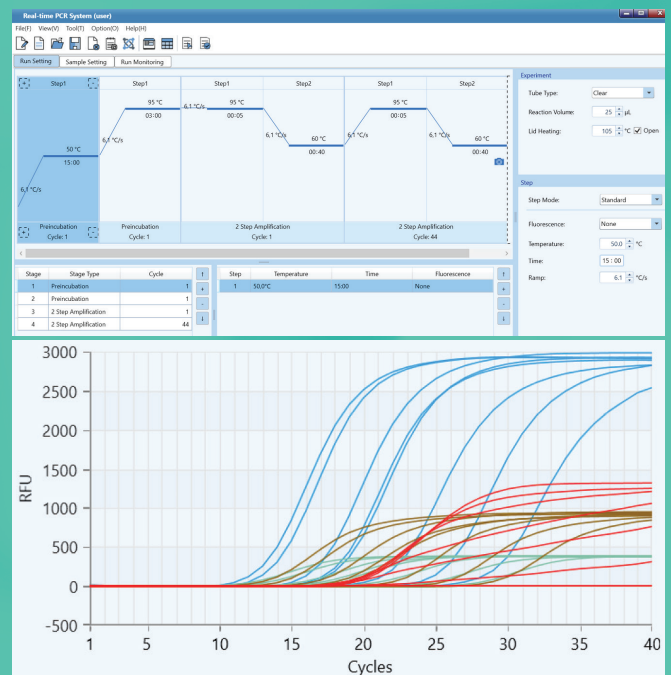 Real-time PCR System (user)
File(F) View(V) Tool(T) Option(O) Help(H)
Run Setting Sample Setting Run Monitoring
Step1 Step1 Step1 Step2 Step1 Step2
95 °C 95 °C 95 °C
03:00 00:05 00:05
6,1 °C/s
6,1 °C/s 6,1 °C/s 6,1 °C/s
50 °C 60 °C 60 °C
15:00 00:40 00:40
6,1 °C/s
Preincubation Preincubation 2 Step Amplification 2 Step Amplification
Cycle: 1 Cycle: 1 Cycle: 1 Cycle: 44
Experiment
Tube Type: Clear
Reaction Volume: 25 µL
Lid Heating: 105 °C Open
Step
Step Mode: Standard
Fluorescence: None
Temperature: 50.0 °C
Time: 15 : 00
Ramp: 6.1 °C/s
Stage Stage Type Cycle
1 Preincubation 1
2 Preincubation 1
3 2 Step Amplification 1
4 2 Step Amplification 44
Step Temperature Time Fluorescence
1 50,0°C 15:00 None
3000
2500
2000
1500
1000
500
0
-500
RFU
1 5 10 15 20 25 30 35 40
Cycles